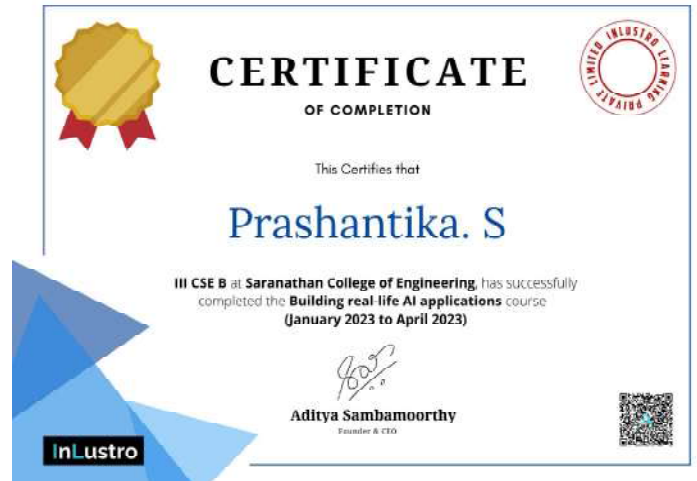 CERTIFICATE
OF COMPLETION
INLUSTRO LEARNING PRIVATE LIMITED
This Certifies that
Prashantika. S
III CSE B at Saranathan College of Engineering, has successfully
completed the Building real-life AI applications course
(January 2023 to April 2023)
Aditya Sambamoorthy
Founder & CEO
InLustro